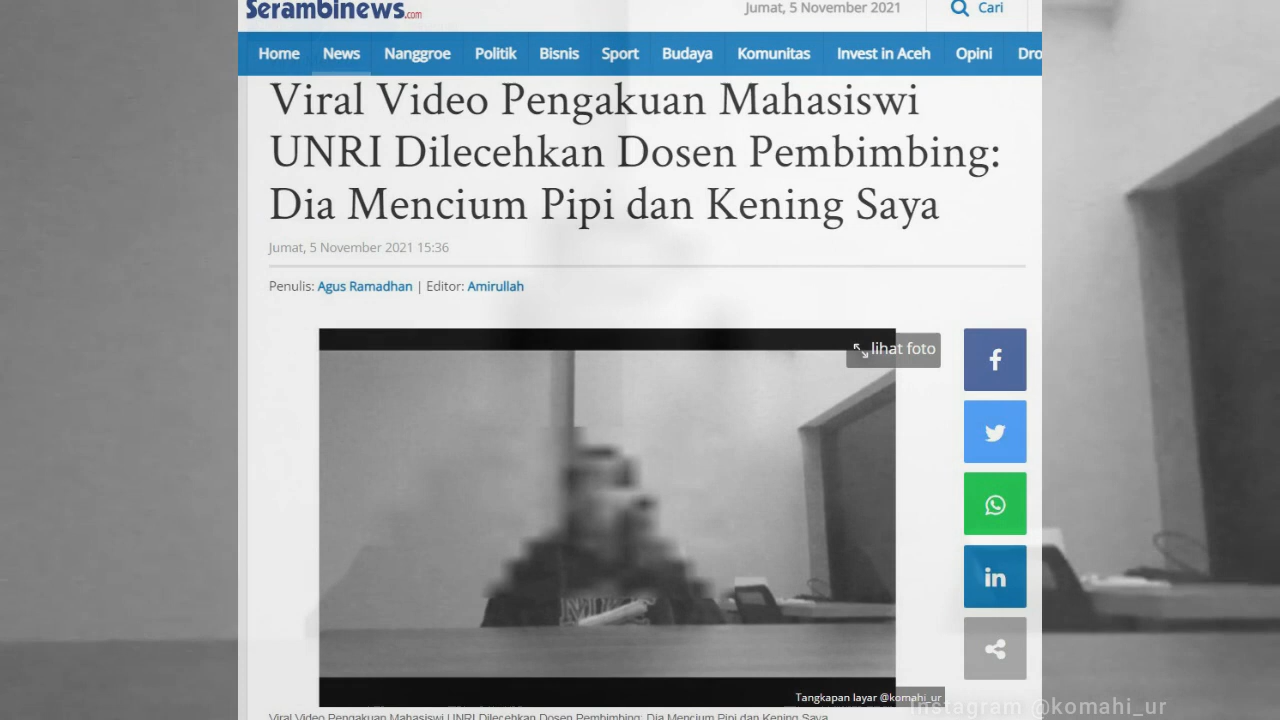 Serambinews.com
Jumat, 5 November 2021
Cari
Home News Nanggroe Politik Bisnis Sport Budaya Komunitas Invest in Aceh Opini Dro
Viral Video Pengakuan Mahasiswi
UNRI Dilecehkan Dosen Pembimbing:
Dia Mencium Pipi dan Kening Saya
Jumat, 5 November 2021 15:36
Penulis: Agus Ramadhan | Editor: Amirullah
lihat foto
f
in
Tangkapan layar @komahi_ur
Instagram @komahi_ur
Viral Video Pengakuan Mahasiswi UNRI Dilecehkan Dosen Pembimbing: Dia Mencium Pipi dan Kening Saya